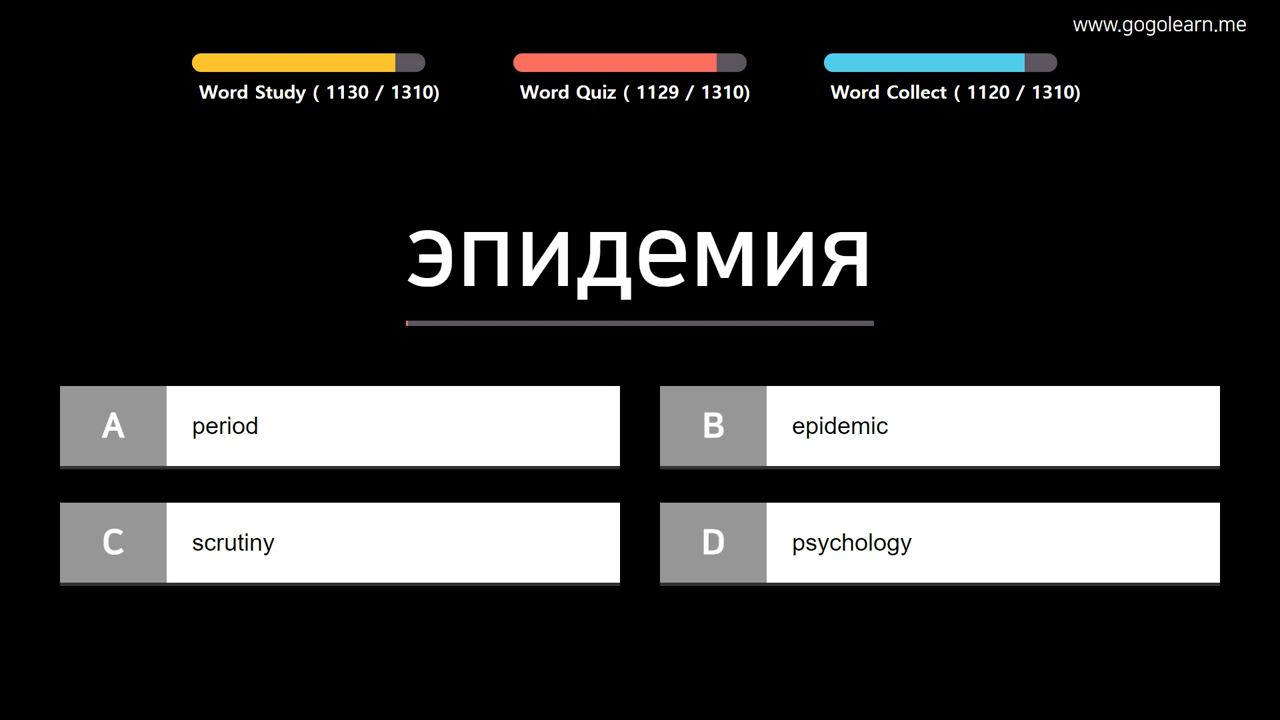 www.gogolearn.me
Word Study ( 1130 / 1310)
Word Quiz ( 1129 / 1310)
Word Collect ( 1120 / 1310)
эпидемия
A period
B epidemic
C scrutiny
D psychology